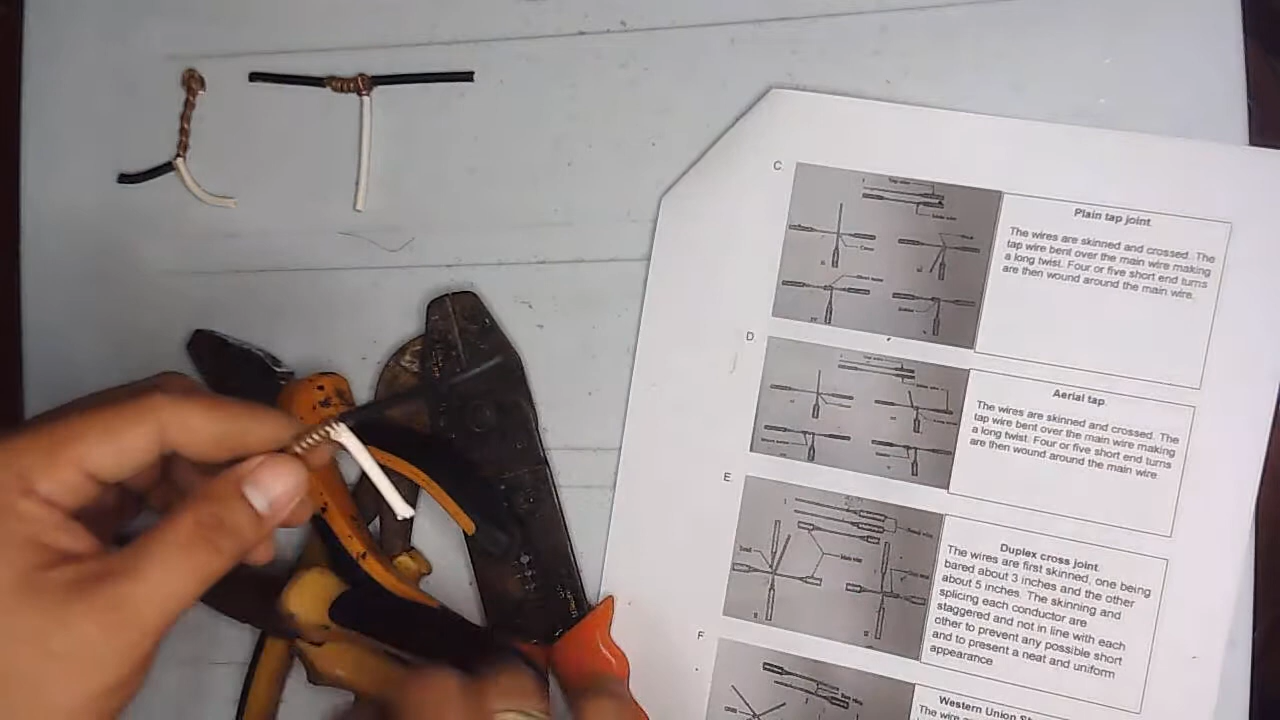 C.
Plain tap joint.
The wires are skinned and crossed. The
tap wire bent over the main wire making
a long twist. Four or five short end turns
are then wound around the main wire.
D.
Aerial tap
The wires are skinned and crossed. The
tap wire bent over the main wire making
a long twist. Four or five short end turns
are then wound around the main wire.
E.
Duplex cross joint.
The wires are first skinned, one being
bared about 3 inches and the other
about 5 inches. The skinning and
splicing each conductor are
staggered and not in line with each
other to prevent any possible short
and to present a neat and uniform
appearance
F
Western Union
The wire